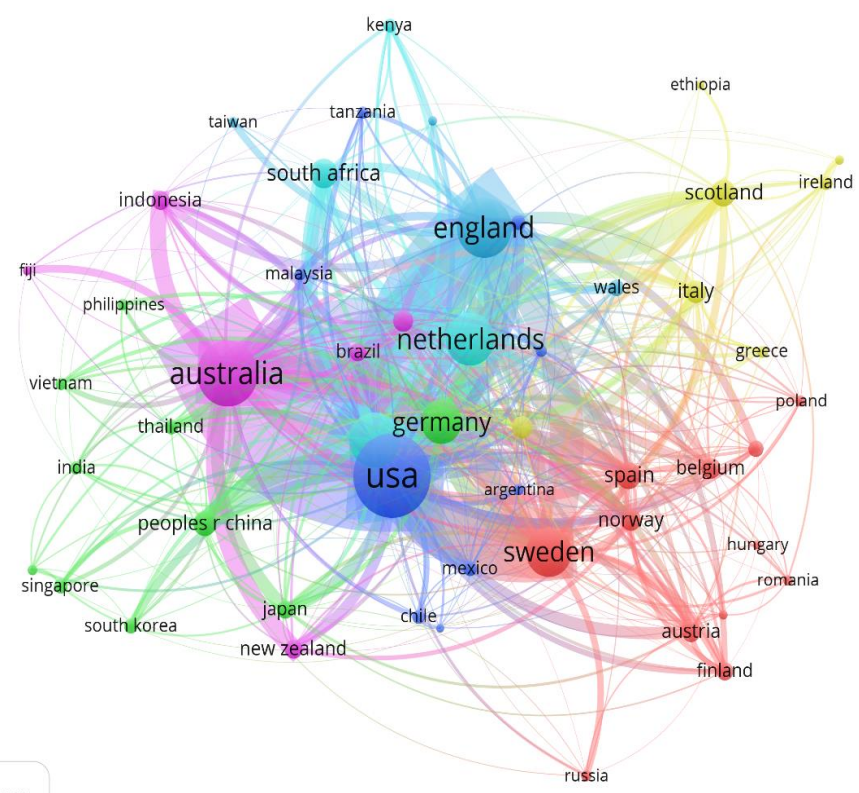 kenya
ethiopia
tanzania
taiwan
south africa
ireland
scotland
indonesia
england
fiji
malaysia
wales
italy
philippines
netherlands
brazil
greece
australia
vietnam
poland
thailand
germany
india
usa
spain
belgium
argentina
peoples r china
norway
sweden
hungary
mexico
romania
singapore
japan
chile
south korea
austria
new zealand
finland
russia